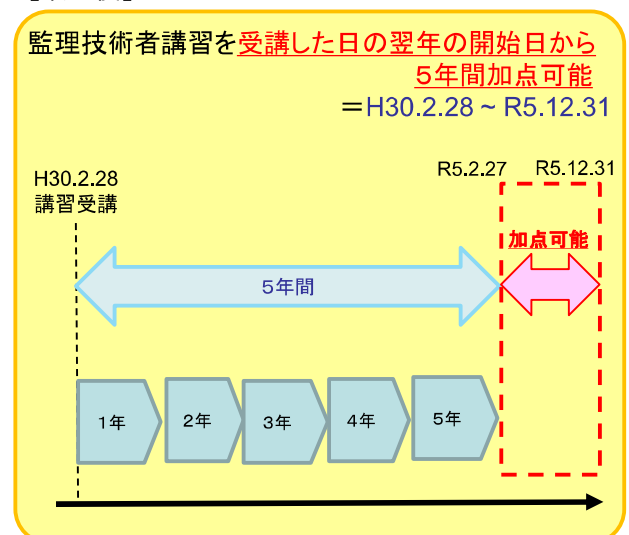 監理技術者講習を受講した日の翌年の開始日から
５年間加点可能
＝H30.2.28 ~ R5.12.31
R5.2.27
R5.12.31
H30.2.28
講習受講
加点可能
５年間
１年
２年
３年
４年
５年